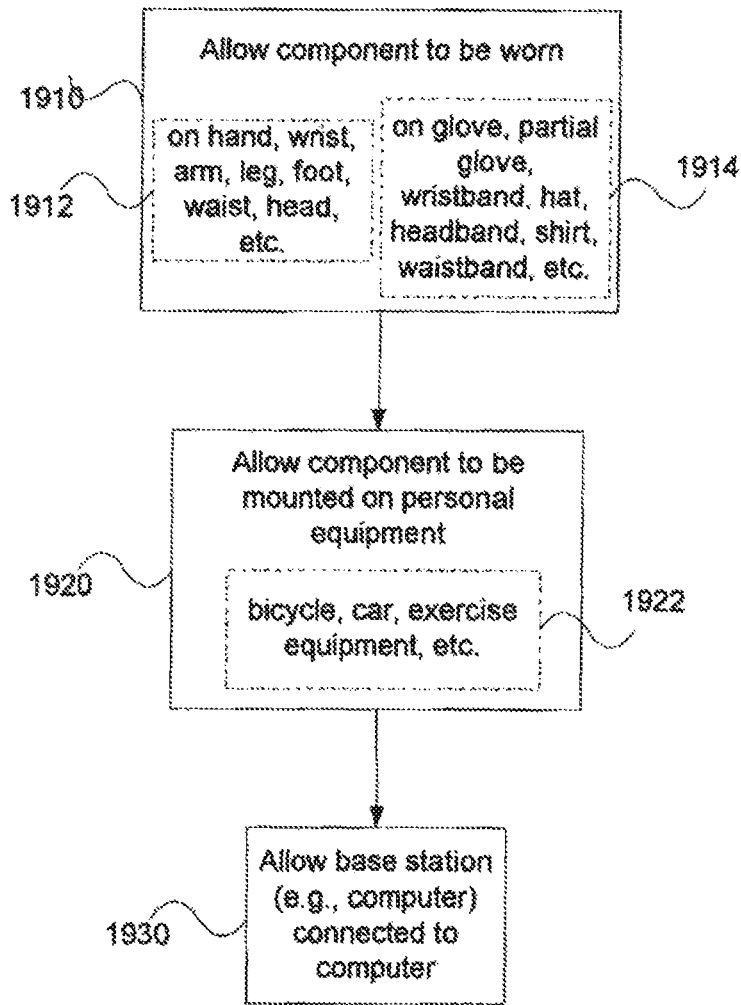 Allow component to be worn
1910
on hand, wrist,
arm, leg, foot,
waist, head,
etc.
1912
on glove, partial
glove,
wristband, hat,
headband, shirt,
waistband, etc.
1914
Allow component to be
mounted on personal
equipment
1920
bicycle, car, exercise
equipment, etc.
1922
Allow base station
(e.g., computer)
connected to
computer
1930